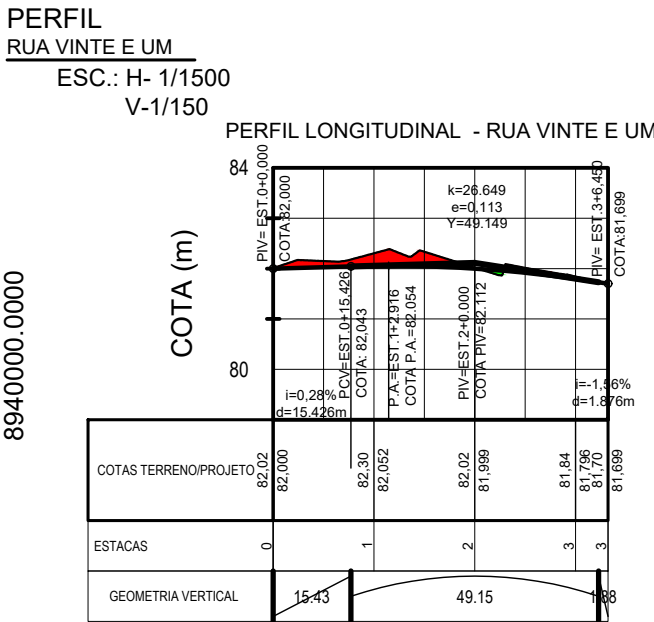 PERFIL
RUA VINTE E UM
ESC.: H- 1/1500
V-1/150
PERFIL LONGITUDINAL - RUA VINTE E UM
8940000.0000
COTA (m)
84
80
PIV= EST.0+0,000
COTA:82,000
k=26.649
e=0,113
Y=49.149
PIV= EST.3+6,450
COTA:81,699
PCV=EST.0+15.426
COTA: 82,043
P.A.=EST.1+2.916
COTA P.A.=82.054
PIV=EST.2+0.000
COTA PIV=82.112
i=0,28%
d=15.426m
i=-1,56%
d=1.876m
COTAS TERRENO/PROJETO
82,02
82,000
82,30
82,052
82,02
81,999
81,84
81,796
81,70
81,699
ESTACAS
0
1
2
3
3
GEOMETRIA VERTICAL
15.43
49.15
1.88